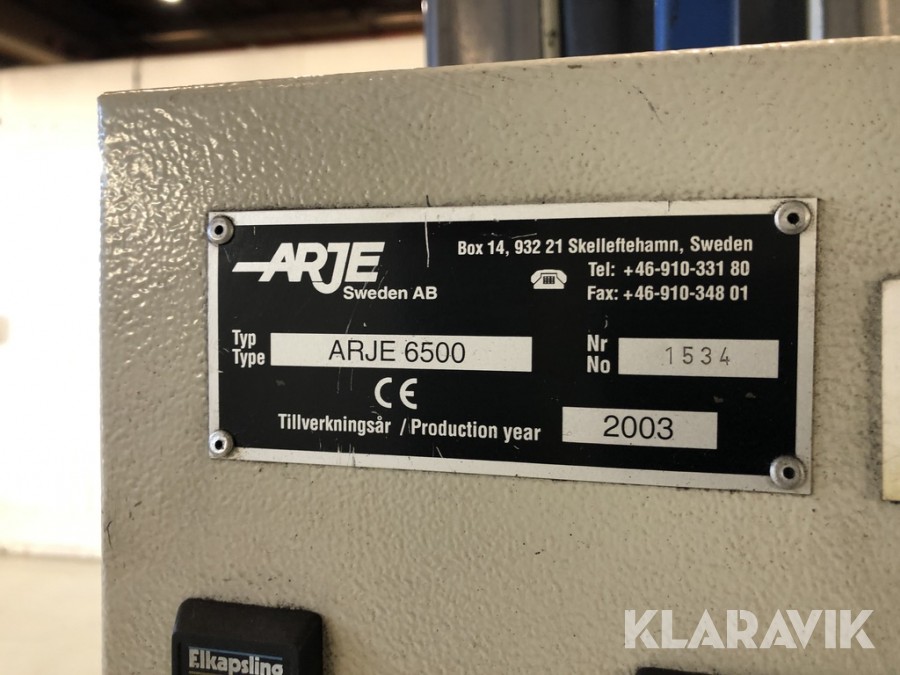 ARJE
Sweden AB
Box 14, 932 21 Skelleftehamn, Sweden
Tel: +46-910-331 80
Fax: +46-910-348 01
Typ
Type
ARJE 6500
Nr
No
1534
CE
Tillverkningsår / Production year
2003
Elkapsling
KLARAVIK